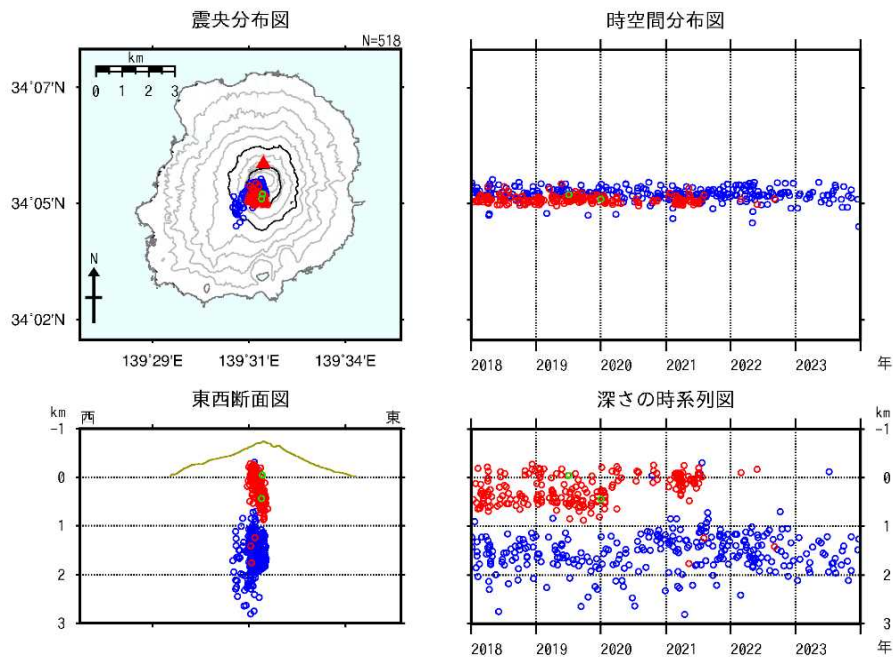 震央分布図
N=518
km
0 1 2 3
N
34°07'N
34°05'N
34°02'N
139°29'E 139°31'E 139°34'E
時空間分布図
2018 2019 2020 2021 2022 2023 年
東西断面図
km 西 東
-1
0
1
2
3
深さの時系列図
km
-1
0
1
2
3
2018 2019 2020 2021 2022 2023 年